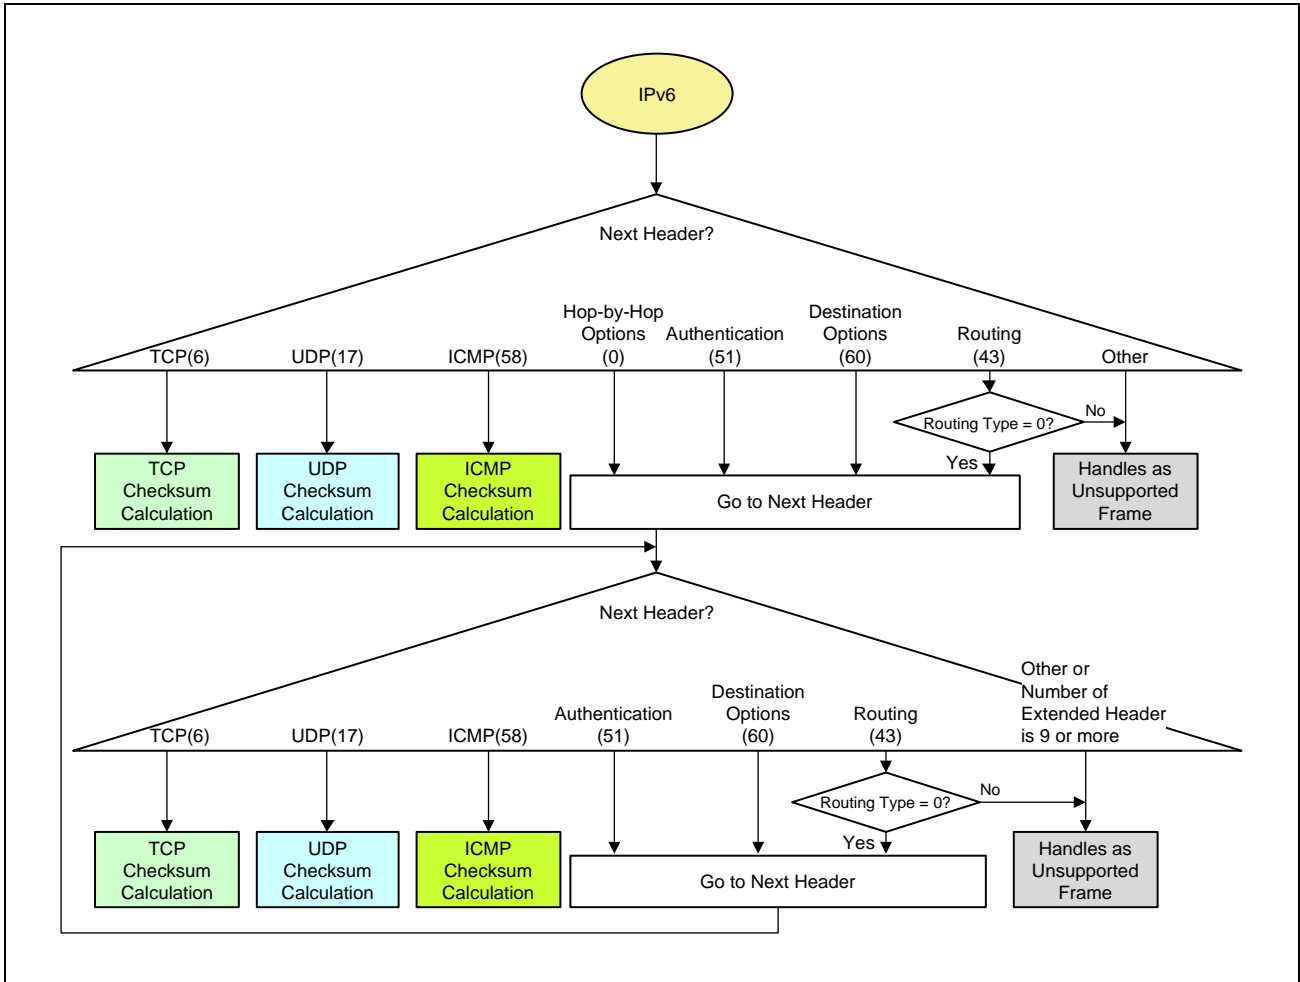 IPv6
Next Header?
Hop-by-Hop
Options
(0)
Authentication
(51)
Destination
Options
(60)
Routing
(43)
TCP(6)
UDP(17)
ICMP(58)
Other
Routing Type = 0?
No
Yes
TCP
Checksum
Calculation
UDP
Checksum
Calculation
ICMP
Checksum
Calculation
Go to Next Header
Handles as
Unsupported
Frame
Next Header?
TCP(6)
UDP(17)
ICMP(58)
Authentication
(51)
Destination
Options
(60)
Routing
(43)
Other or
Number of
Extended Header
is 9 or more
Routing Type = 0?
No
Yes
TCP
Checksum
Calculation
UDP
Checksum
Calculation
ICMP
Checksum
Calculation
Go to Next Header
Handles as
Unsupported
Frame